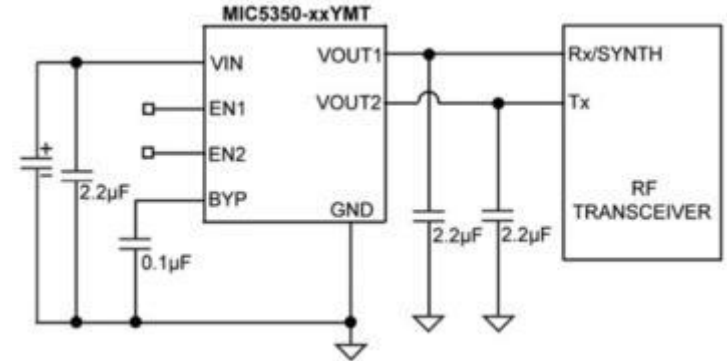 MIC5350-xxYMT
VIN
VOUT1
Rx/SYNTH
EN1
VOUT2
Tx
EN2
+
−
2.2µF
BYP
GND
RF
TRANSCEIVER
2.2µF
2.2µF
0.1µF